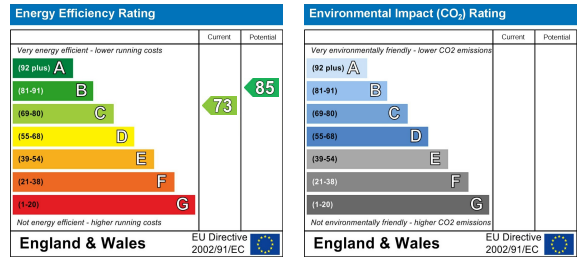 Energy Efficiency Rating
Current Potential
Very energy efficient - lower running costs
(92 plus) A
(81-91) B
(69-80) C
(55-68) D
(39-54) E
(21-38) F
(1-20) G
73
85
Not energy efficient - higher running costs
England & Wales
EU Directive
2002/91/EC
Environmental Impact (CO2) Rating
Current Potential
Very environmentally friendly - lower CO2 emissions
(92 plus) A
(81-91) B
(69-80) C
(55-68) D
(39-54) E
(21-38) F
(1-20) G
Not environmentally friendly - higher CO2 emissions
England & Wales
EU Directive
2002/91/EC